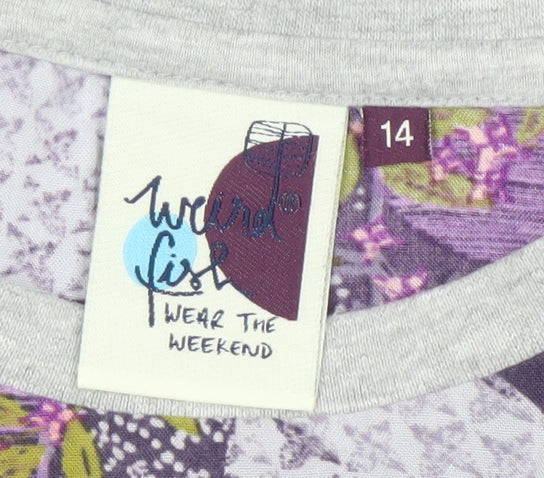 14
weird®
fish
WEAR THE
WEEKEND